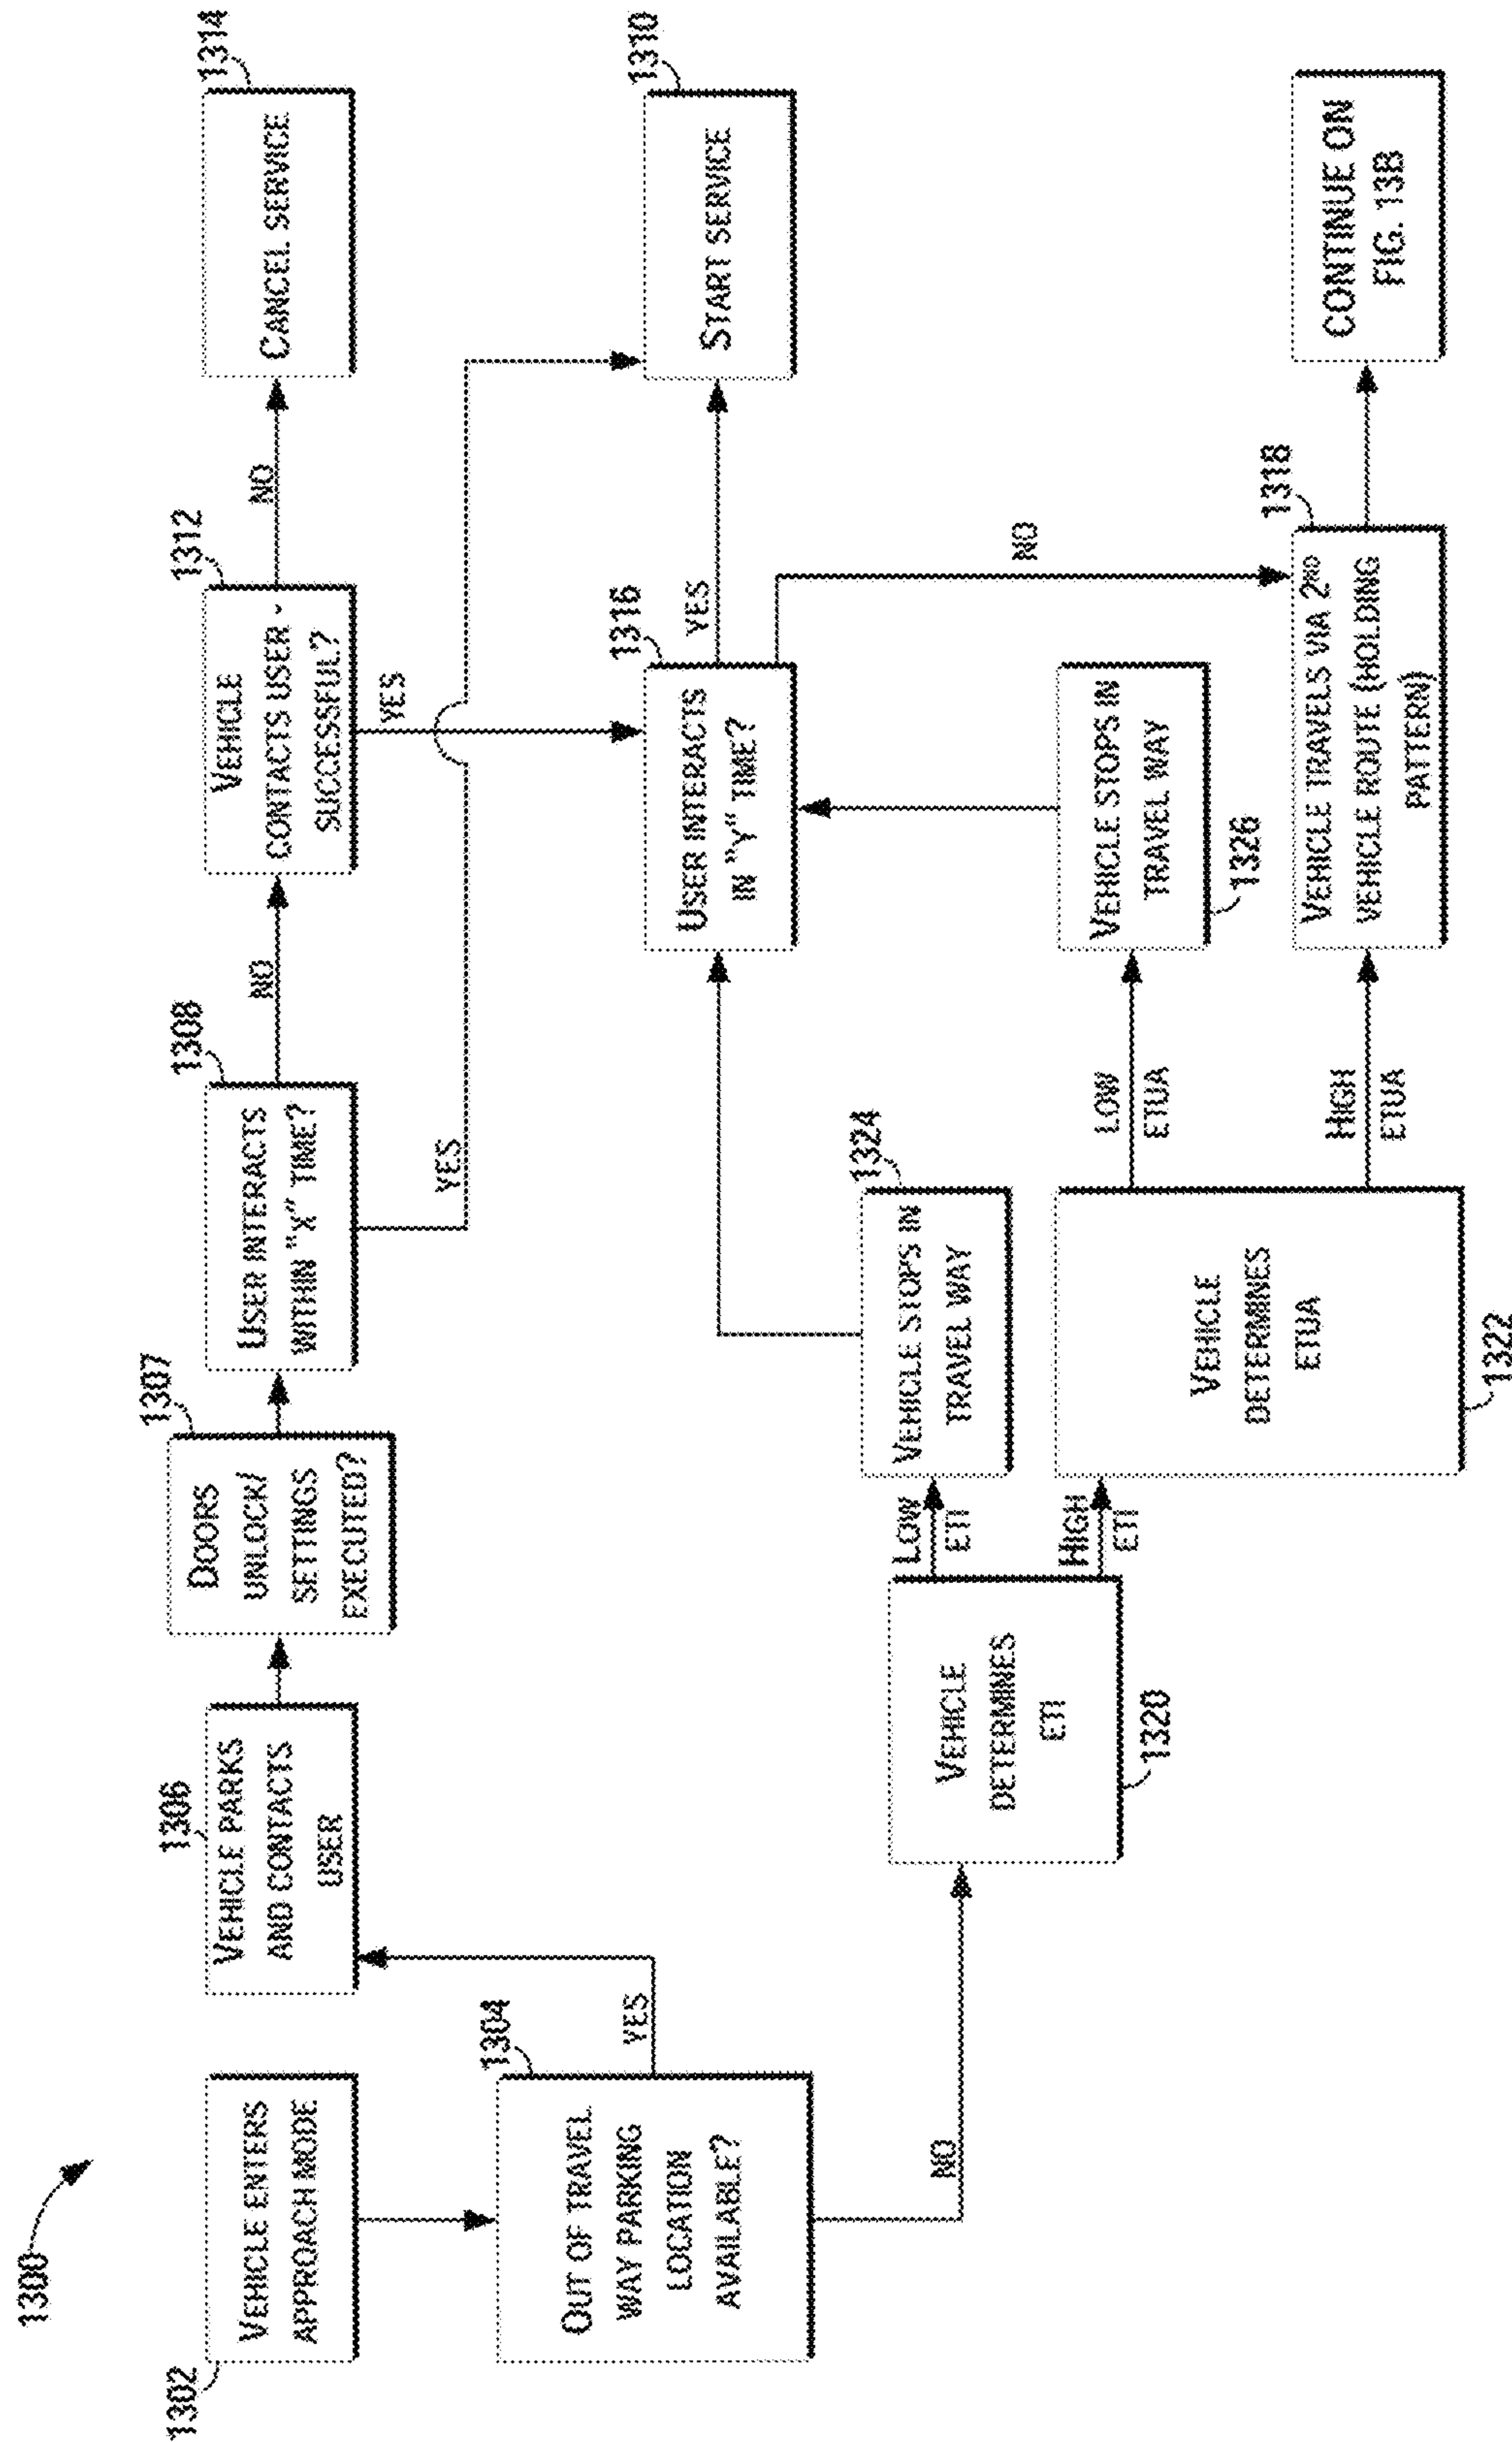 1300
1302
VEHICLE ENTERS
APPROACH MODE
1304
OUT OF TRAVEL
WAY PARKING
LOCATION
AVAILABLE?
YES
NO
1306
VEHICLE PARKS
AND CONTACTS
USER
1307
DOORS
UNLOCK/
SETTINGS
EXECUTED?
1308
USER INTERACTS
WITHIN "X" TIME?
NO
YES
1312
VEHICLE
CONTACTS USER -
SUCCESSFUL?
NO
YES
1314
CANCEL SERVICE
1316
USER INTERACTS
IN "Y" TIME?
YES
NO
1310
START SERVICE
1320
VEHICLE
DETERMINES
ETI
LOW
ETI
HIGH
ETI
1324
VEHICLE STOPS IN
TRAVEL WAY
1322
VEHICLE
DETERMINES
ETUA
LOW
ETUA
HIGH
ETUA
1326
VEHICLE STOPS IN
TRAVEL WAY
1318
VEHICLE TRAVELS VIA 2ND
VEHICLE ROUTE (HOLDING
PATTERN)
CONTINUE ON
FIG. 13B